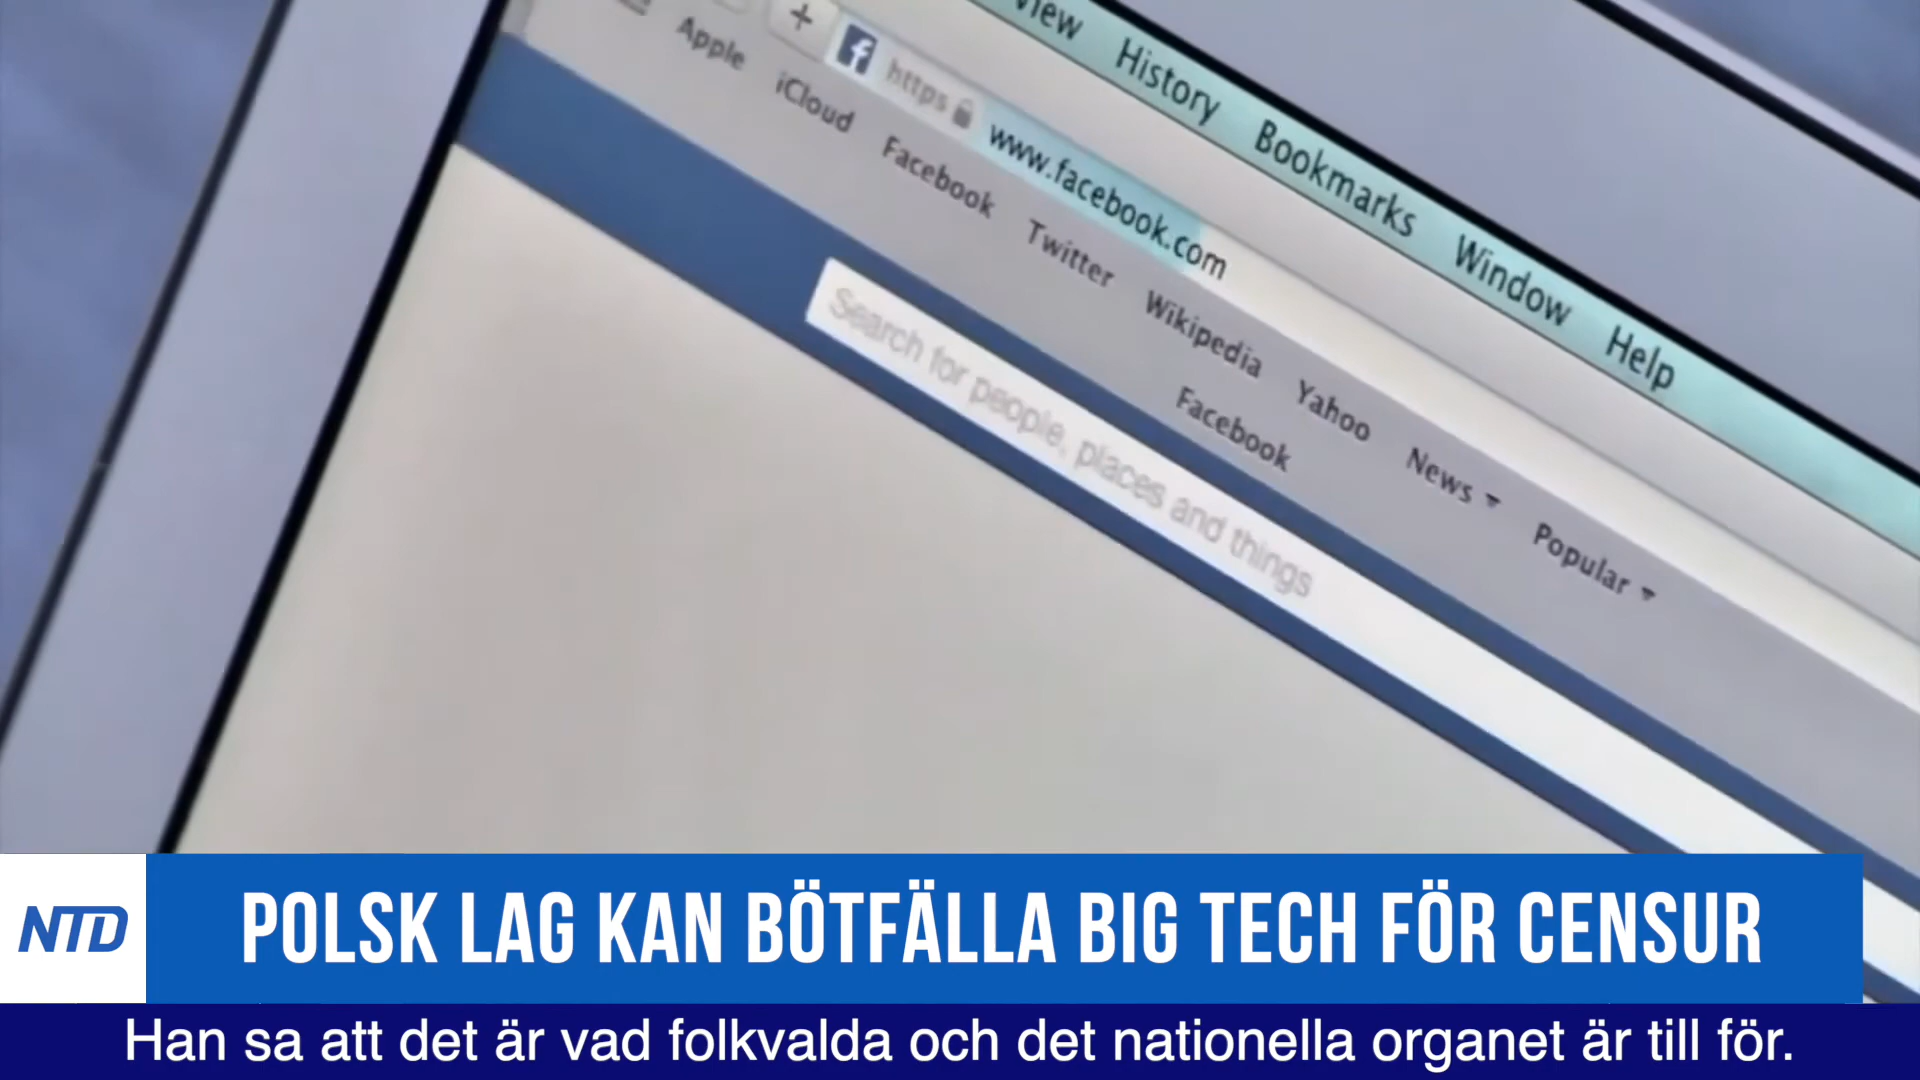 View History Bookmarks Window Help
+ https www.facebook.com
Apple iCloud Facebook Twitter Wikipedia Yahoo News Popular
Facebook
Search for people, places and things
NTD
POLSK LAG KAN BÖTFÄLLA BIG TECH FÖR CENSUR
Han sa att det är vad folkvalda och det nationella organet är till för.